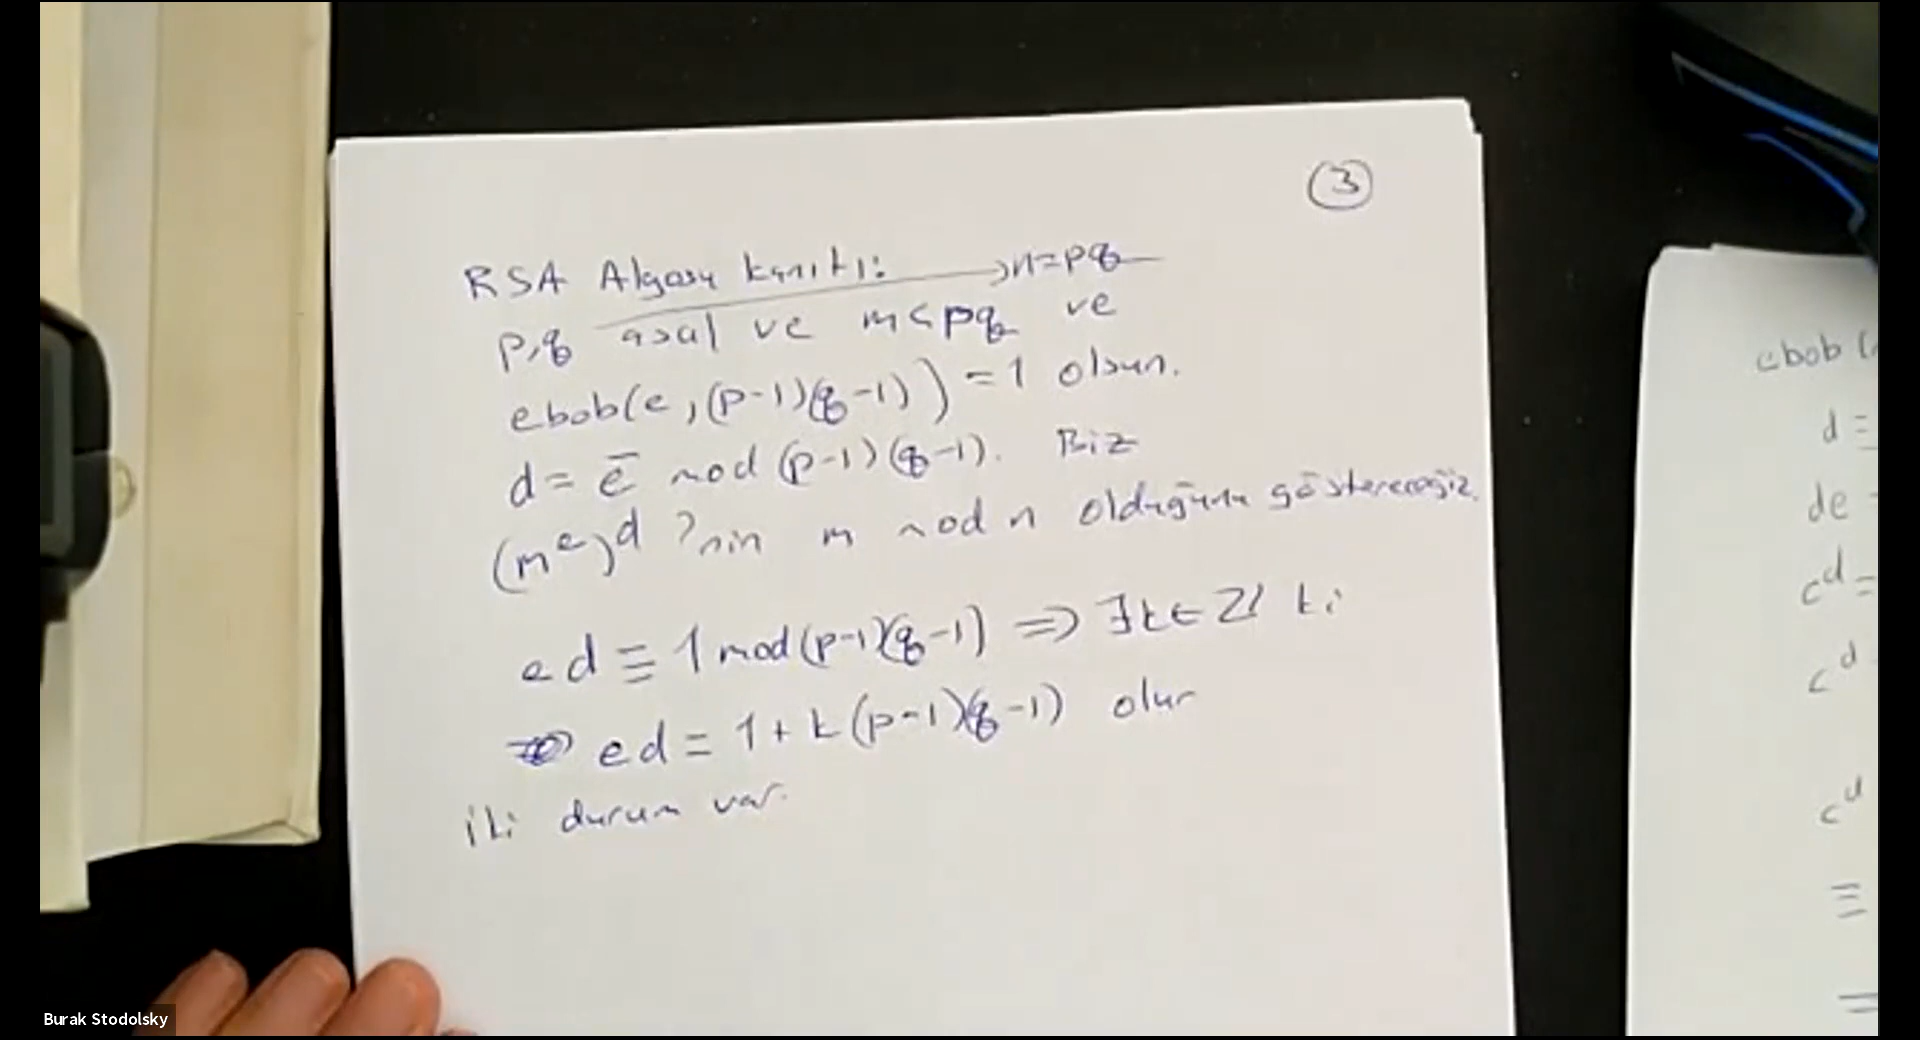 3
RSA Algosu kanıtı: → n=pq
p,q asal ve m<pq ve
ebob(e,(p-1)(q-1))=1 olsun.
d = ē mod (p-1)(q-1). Biz
(m^e)^d ?nin m mod n olduğunu göstereceğiz.
ed ≡ 1 mod(p-1)(q-1) ⇒ ∃k∈ℤ ki
ed = 1+k(p-1)(q-1) olur
iki durum var.
ebob (
d =
de
c^d =
c^d
c^d
≡
=
Burak Stodolsky